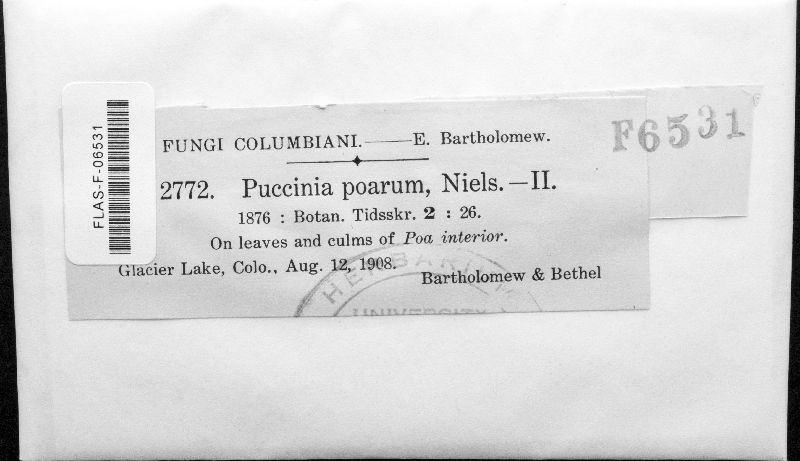 FLAS-F-06531
F6531
FUNGI COLUMBIANI.——E. Bartholomew.
2772. Puccinia poarum, Niels.—II.
1876 : Botan. Tidsskr. 2 : 26.
On leaves and culms of Poa interior.
Glacier Lake, Colo., Aug. 12, 1908.
Bartholomew & Bethel
UNIVERSITY